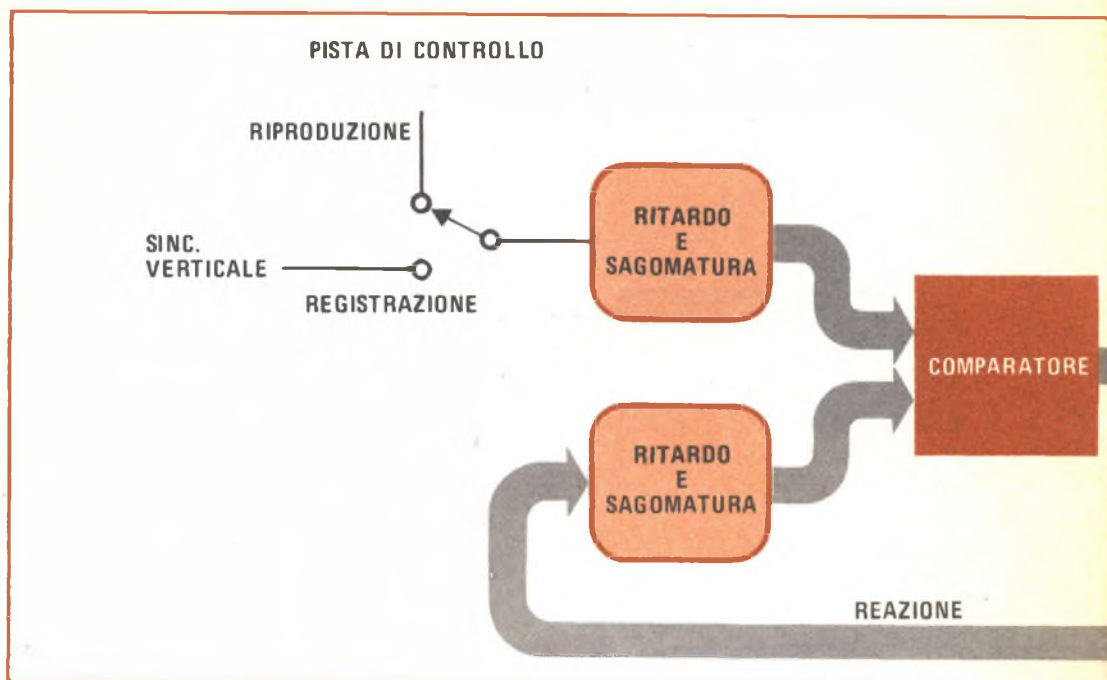 PISTA DI CONTROLLO
RIPRODUZIONE
SINC.
VERTICALE
REGISTRAZIONE
RITARDO
E
SAGOMATURA
COMPARATORE
RITARDO
E
SAGOMATURA
REAZIONE